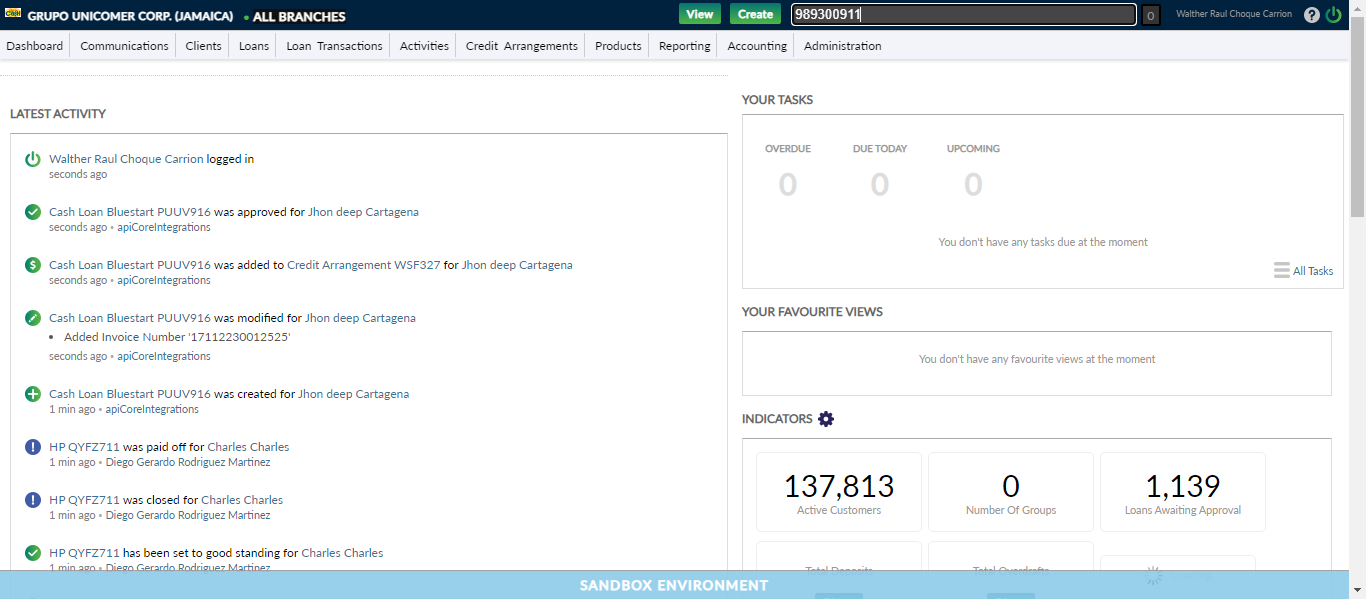 GRUPO UNICOMER CORP. (JAMAICA) • ALL BRANCHES View Create 989300911 0 Walther Raul Choque Carrion ?
Dashboard Communications Clients Loans Loan Transactions Activities Credit Arrangements Products Reporting Accounting Administration
LATEST ACTIVITY
Walther Raul Choque Carrion logged in
seconds ago
Cash Loan Bluestart PUUV916 was approved for Jhon deep Cartagena
seconds ago • apiCoreIntegrations
Cash Loan Bluestart PUUV916 was added to Credit Arrangement WSF327 for Jhon deep Cartagena
seconds ago • apiCoreIntegrations
Cash Loan Bluestart PUUV916 was modified for Jhon deep Cartagena
• Added Invoice Number '17112230012525'
seconds ago • apiCoreIntegrations
Cash Loan Bluestart PUUV916 was created for Jhon deep Cartagena
1 min ago • apiCoreIntegrations
HP QYFZ711 was paid off for Charles Charles
1 min ago • Diego Gerardo Rodriguez Martinez
HP QYFZ711 was closed for Charles Charles
1 min ago • Diego Gerardo Rodriguez Martinez
HP QYFZ711 has been set to good standing for Charles Charles
1 min ago • Diego Gerardo Rodriguez Martinez
YOUR TASKS
OVERDUE DUE TODAY UPCOMING
0 0 0
You don't have any tasks due at the moment
All Tasks
YOUR FAVOURITE VIEWS
You don't have any favourite views at the moment
INDICATORS
137,813 0 1,139
Active Customers Number Of Groups Loans Awaiting Approval
Total Deposits Total Overdrafts
SANDBOX ENVIRONMENT